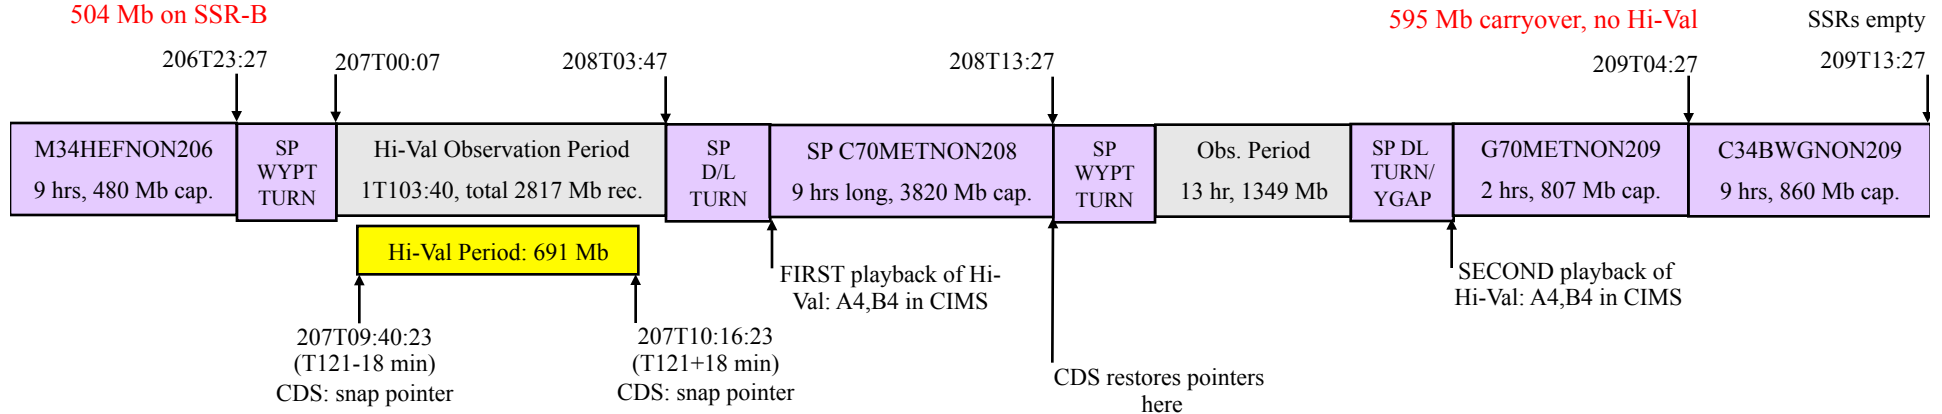 504 Mb on SSR-B
595 Mb carryover, no Hi-Val
SSRs empty
206T23:27
207T00:07
208T03:47
208T13:27
209T04:27
209T13:27
M34HEFNON206
9 hrs, 480 Mb cap.
SP
WYPT
TURN
Hi-Val Observation Period
1T103:40, total 2817 Mb rec.
SP
D/L
TURN
SP C70METNON208
9 hrs long, 3820 Mb cap.
SP
WYPT
TURN
Obs. Period
13 hr, 1349 Mb
SP DL
TURN/
YGAP
G70METNON209
2 hrs, 807 Mb cap.
C34BWGNON209
9 hrs, 860 Mb cap.
Hi-Val Period: 691 Mb
FIRST playback of Hi-
Val: A4,B4 in CIMS
SECOND playback of
Hi-Val: A4,B4 in CIMS
207T09:40:23
(T121-18 min)
CDS: snap pointer
207T10:16:23
(T121+18 min)
CDS: snap pointer
CDS restores pointers
here